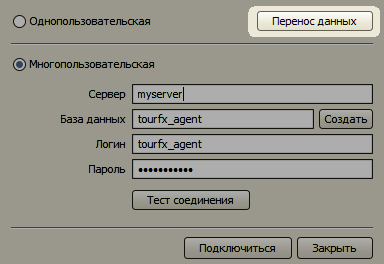 Однопользовательская Перенос данных
Многопользовательская
Сервер myserver
База данных tourfx_agent Создать
Логин tourfx_agent
Пароль •••••••••••
Тест соединения
Подключиться Закрыть